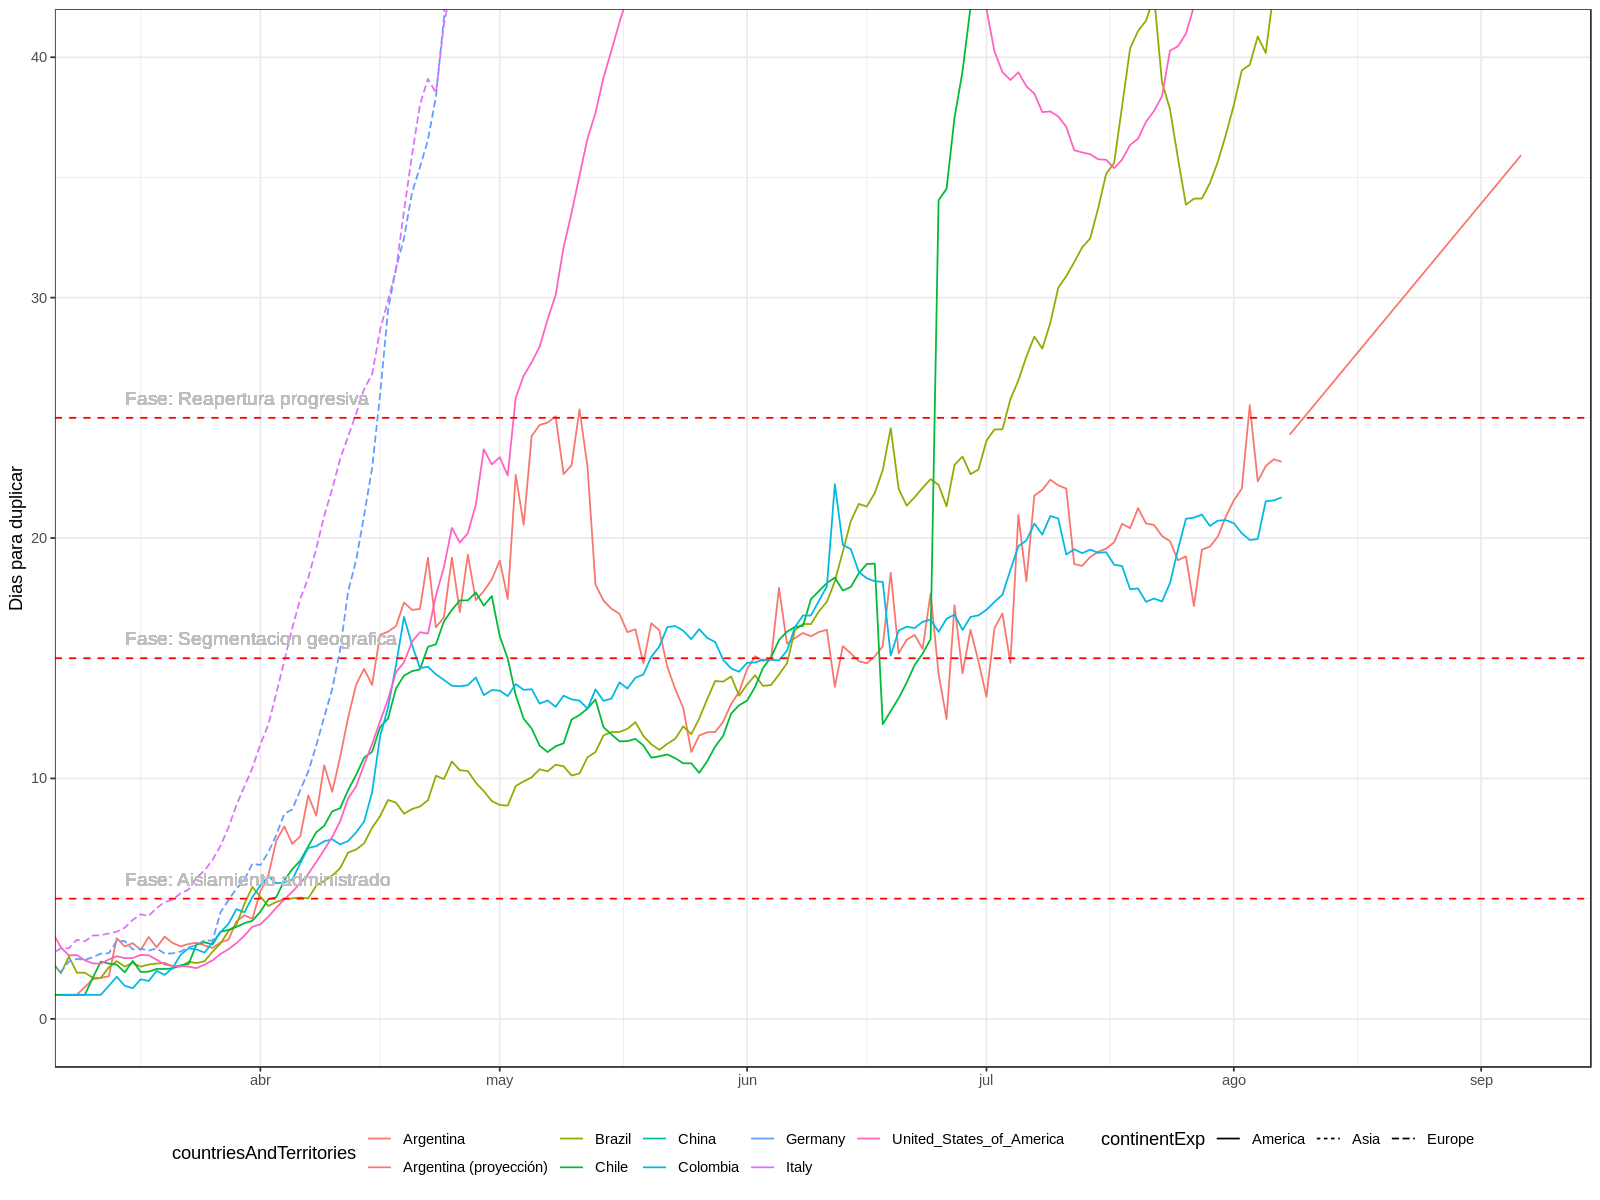 40
30
20
10
0
Dias para duplicar
Fase: Reapertura progresiva
Fase: Segmentacion geografica
Fase: Aislamiento administrado
abr may jun jul ago sep
countriesAndTerritories
Argentina Brazil China Germany United_States_of_America
Argentina (proyección) Chile Colombia Italy
continentExp America Asia Europe